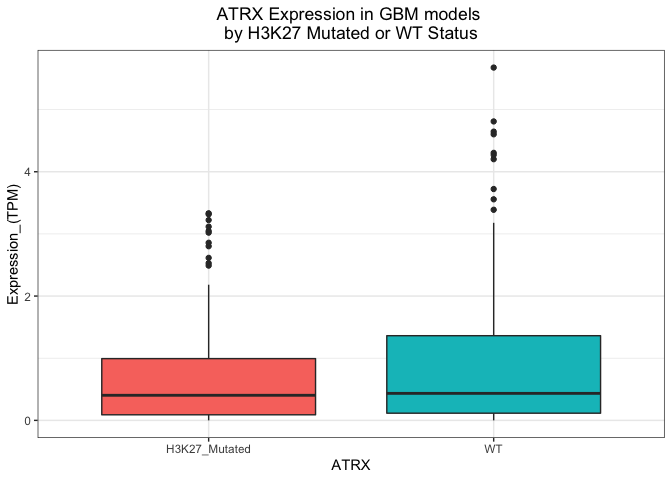 ATRX Expression in GBM models
by H3K27 Mutated or WT Status
Expression_(TPM)
4
2
0
H3K27_Mutated
WT
ATRX